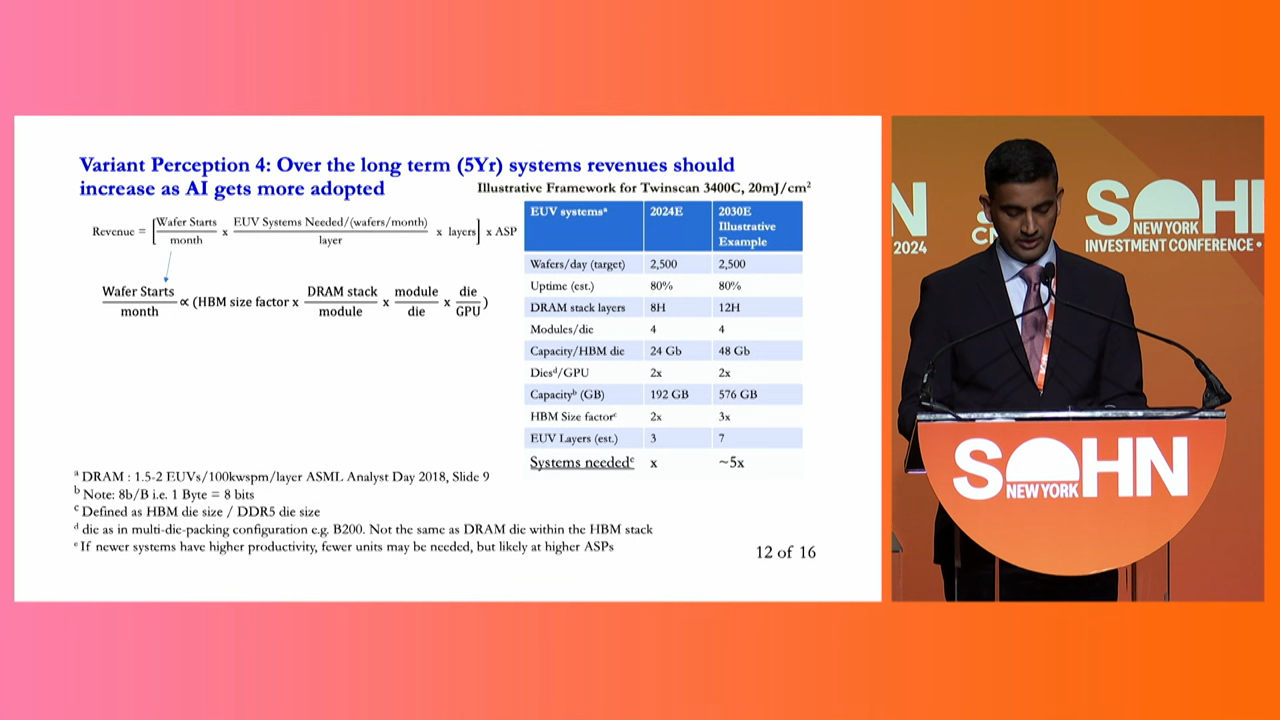 Variant Perception 4: Over the long term (5Yr) systems revenues should
increase as AI gets more adopted
Illustrative Framework for Twinscan 3400C, 20mJ/cm²
Revenue = [Wafer Starts/month x EUV Systems Needed/(wafers/month)/layer x layers] x ASP
Wafer Starts/month ∝ (HBM size factor x DRAM stack/module x module/die x die/GPU)
EUV systemsᵃ 2024E 2030E Illustrative Example
Wafers/day (target) 2,500 2,500
Uptime (est.) 80% 80%
DRAM stack layers 8H 12H
Modules/die 4 4
Capacity/HBM die 24 Gb 48 Gb
Diesᵈ/GPU 2x 2x
Capacityᵇ (GB) 192 GB 576 GB
HBM Size factorᶜ 2x 3x
EUV Layers (est.) 3 7
Systems neededᵉ x ~5x
ᵃ DRAM : 1.5-2 EUVs/100kwspm/layer ASML Analyst Day 2018, Slide 9
ᵇ Note: 8b/B i.e. 1 Byte = 8 bits
ᶜ Defined as HBM die size / DDR5 die size
ᵈ die as in multi-die-packing configuration e.g. B200. Not the same as DRAM die within the HBM stack
ᵉ If newer systems have higher productivity, fewer units may be needed, but likely at higher ASPs
12 of 16
N
2024
&
CN
SOH
NEW YORK
INVESTMENT CONFERENCE •
SOHN
NEW YORK